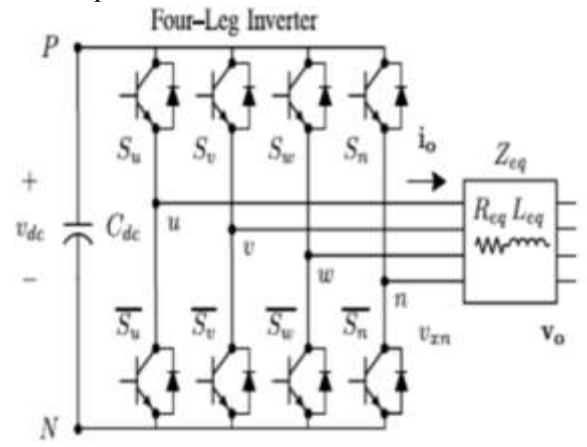 Four–Leg Inverter
P
S_u S_v S_w S_n
i_o
Z_eq
R_eq L_eq
+
v_dc
−
C_dc
u
v
w
n
S̅_u S̅_v S̅_w S̅_n
v_xn
v_o
N